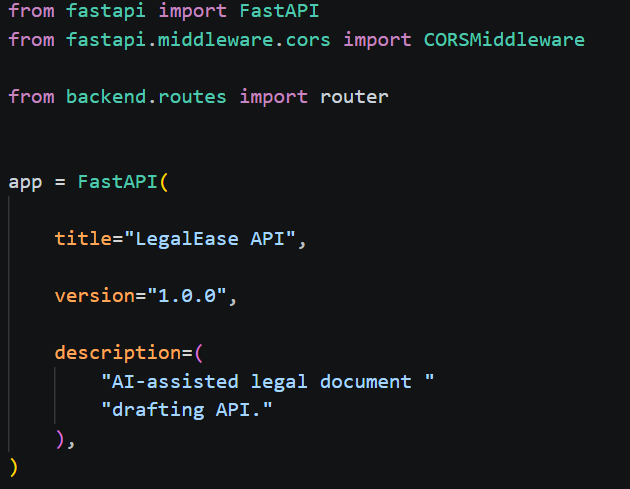 from fastapi import FastAPI
from fastapi.middleware.cors import CORSMiddleware
from backend.routes import router
app = FastAPI(
title="LegalEase API",
version="1.0.0",
description=(
"AI-assisted legal document "
"drafting API."
),
)